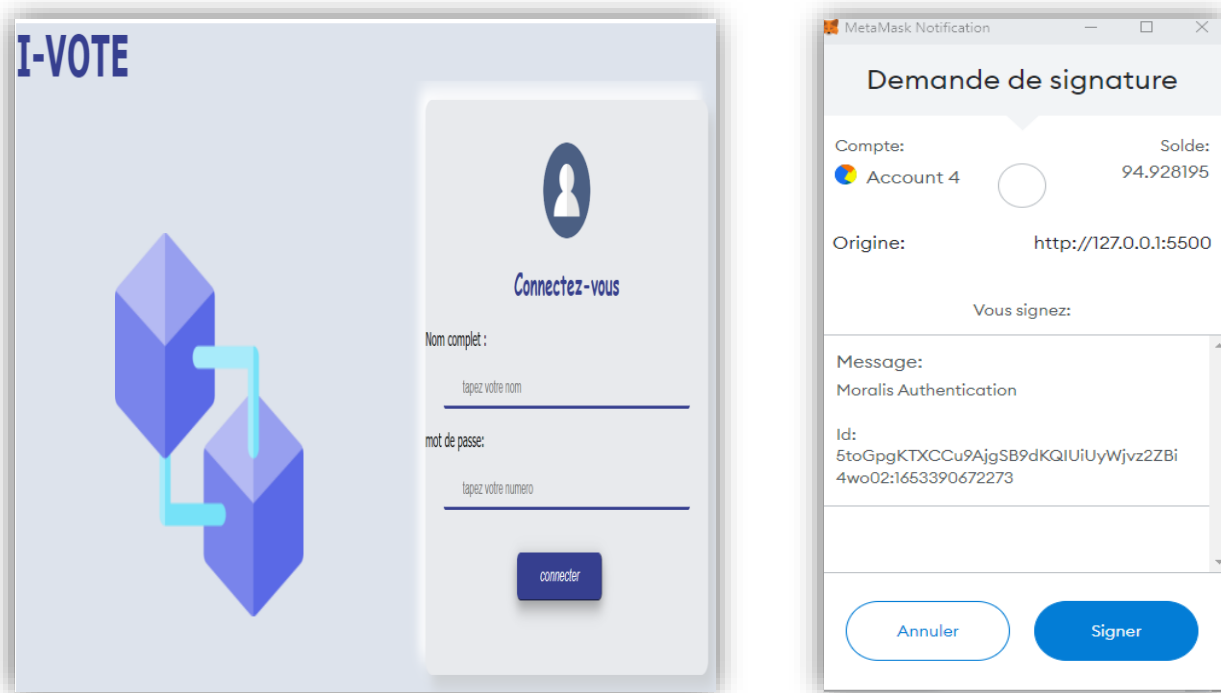 I-VOTE
Connectez-vous
Nom complet :
tapez votre nom
mot de passe:
tapez votre numero
connecter
MetaMask Notification
Demande de signature
Compte:
Solde:
Account 4
94.928195
Origine:
http://127.0.0.1:5500
Vous signez:
Message:
Moralis Authentication
Id:
5toGpgKTXCCu9AjgSB9dKQIUiUyWjvz2ZBi
4wo02:1653390672273
Annuler
Signer